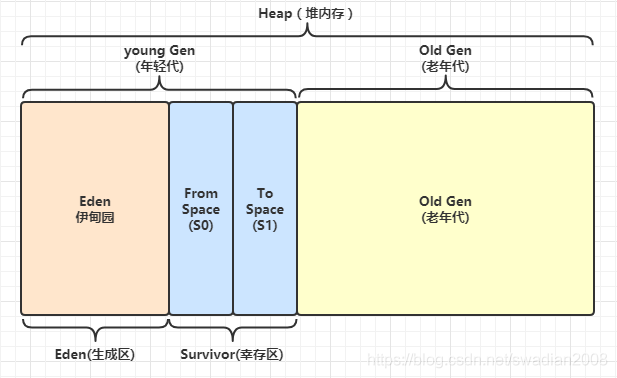 Heap（堆内存）
young Gen
(年轻代)
Old Gen
(老年代)
Eden
伊甸园
From
Space
(S0)
To
Space
(S1)
Old Gen
(老年代)
Eden(生成区)
Survivor(幸存区)
https://blog.csdn.net/swadian2008